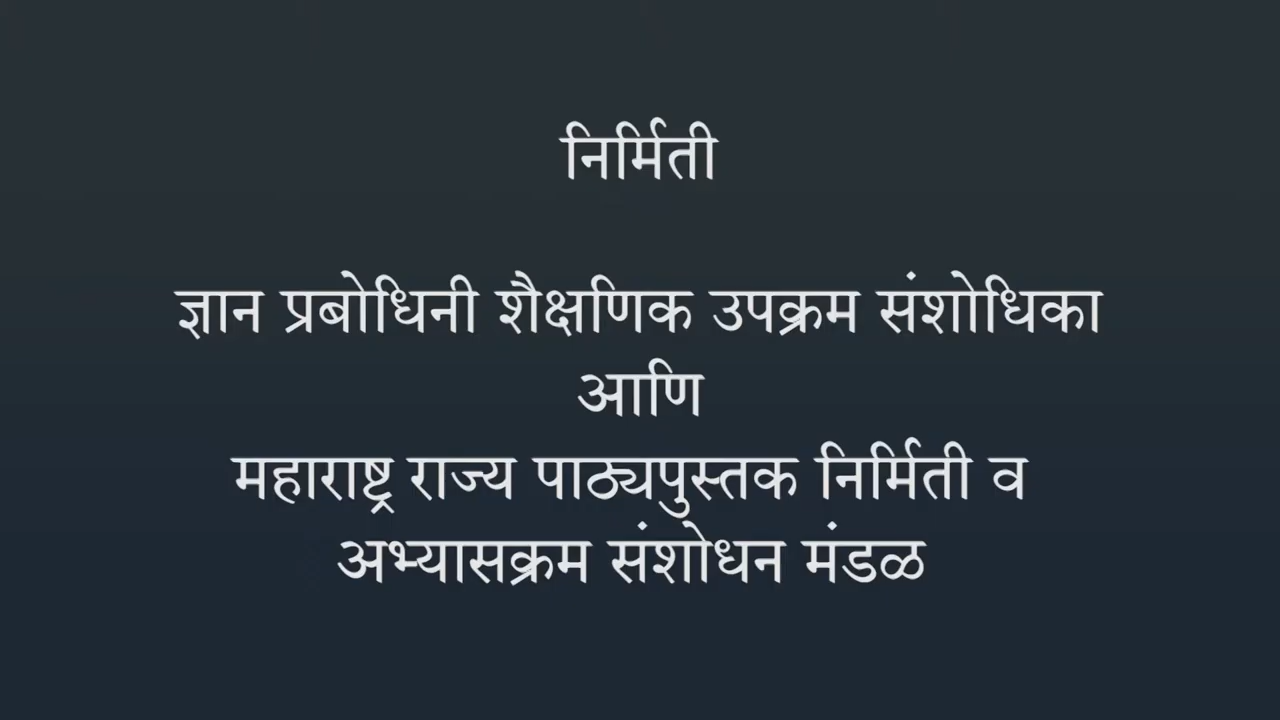 निर्मिती
ज्ञान प्रबोधिनी शैक्षणिक उपक्रम संशोधिका
आणि
महाराष्ट्र राज्य पाठ्यपुस्तक निर्मिती व
अभ्यासक्रम संशोधन मंडळ